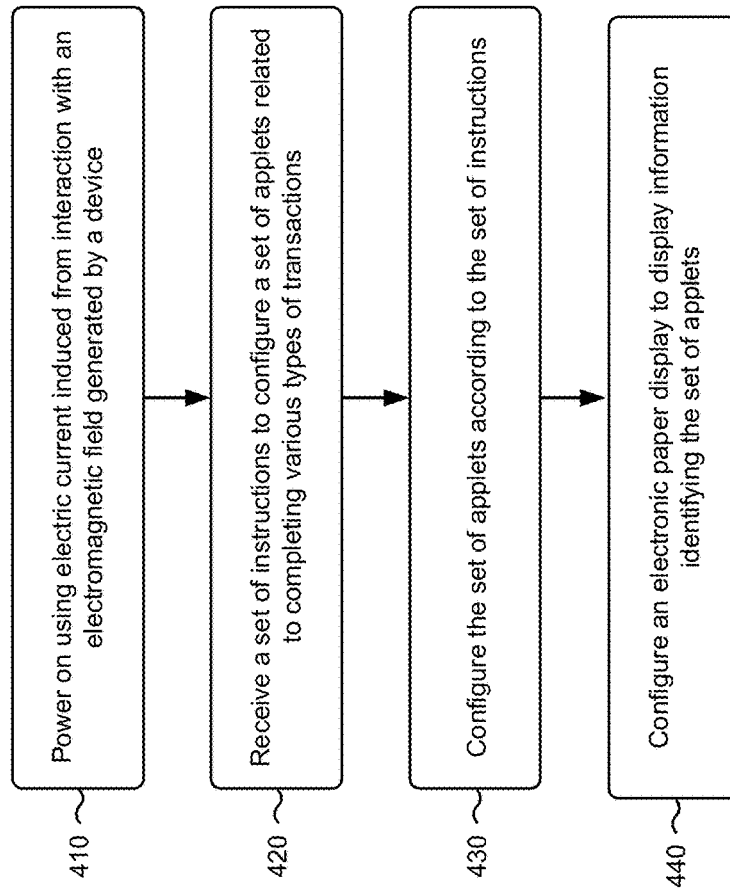 410
Power on using electric current induced from interaction with an
electromagnetic field generated by a device
420
Receive a set of instructions to configure a set of applets related
to completing various types of transactions
430
Configure the set of applets according to the set of instructions
440
Configure an electronic paper display to display information
identifying the set of applets